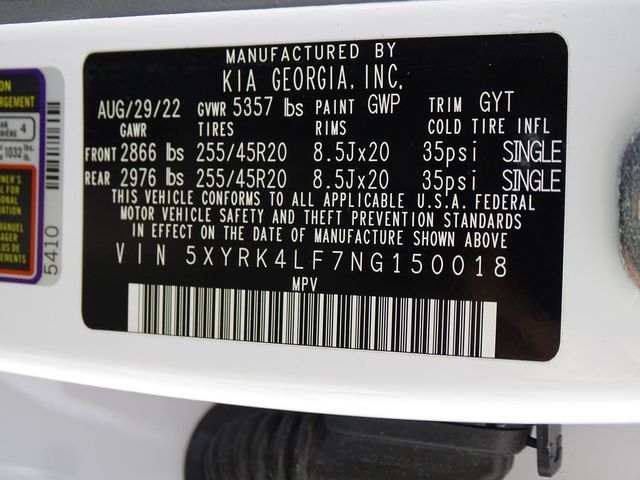 MANUFACTURED BY
KIA GEORGIA, INC.
AUG/29/22 GVWR 5357 lbs PAINT GWP TRIM GYT
GAWR TIRES RIMS COLD TIRE INFL
FRONT 2866 lbs 255/45R20 8.5Jx20 35psi SINGLE
REAR 2976 lbs 255/45R20 8.5Jx20 35psi SINGLE
THIS VEHICLE CONFORMS TO ALL APPLICABLE U.S.A. FEDERAL
MOTOR VEHICLE SAFETY AND THEFT PREVENTION STANDARDS
IN EFFECT ON THE DATE OF MANUFACTURE SHOWN ABOVE
VIN 5XYRK4LF7NG150018
MPV
4
1032 lbs.
5410